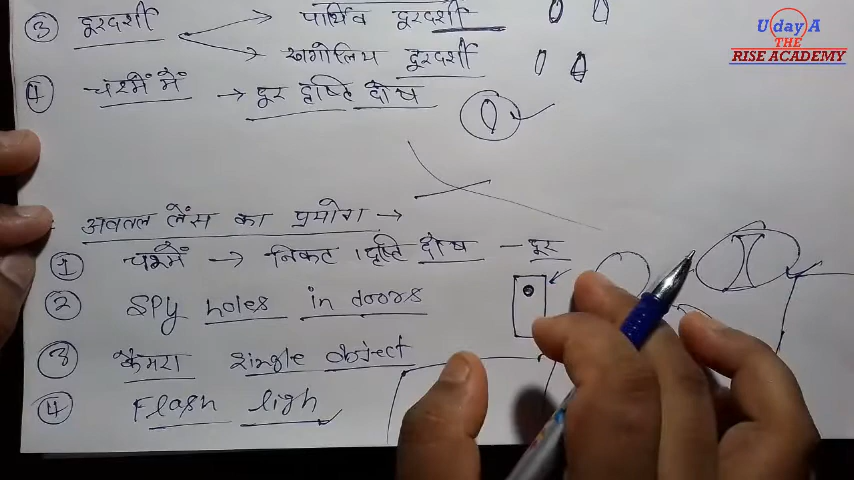 पार्थिव दूरदर्शी
③ दूरदर्शी
खगोलिय दूरदर्शी
④ चश्में में → दूर दृष्टि दोष
अवतल लेंस का प्रयोग →
① चश्में → निकट दृष्टि दोष - दूर
② SPy holes in doors
③ कैमरा single object
④ Flash ligh
Uday A
THE
RISE ACADEMY